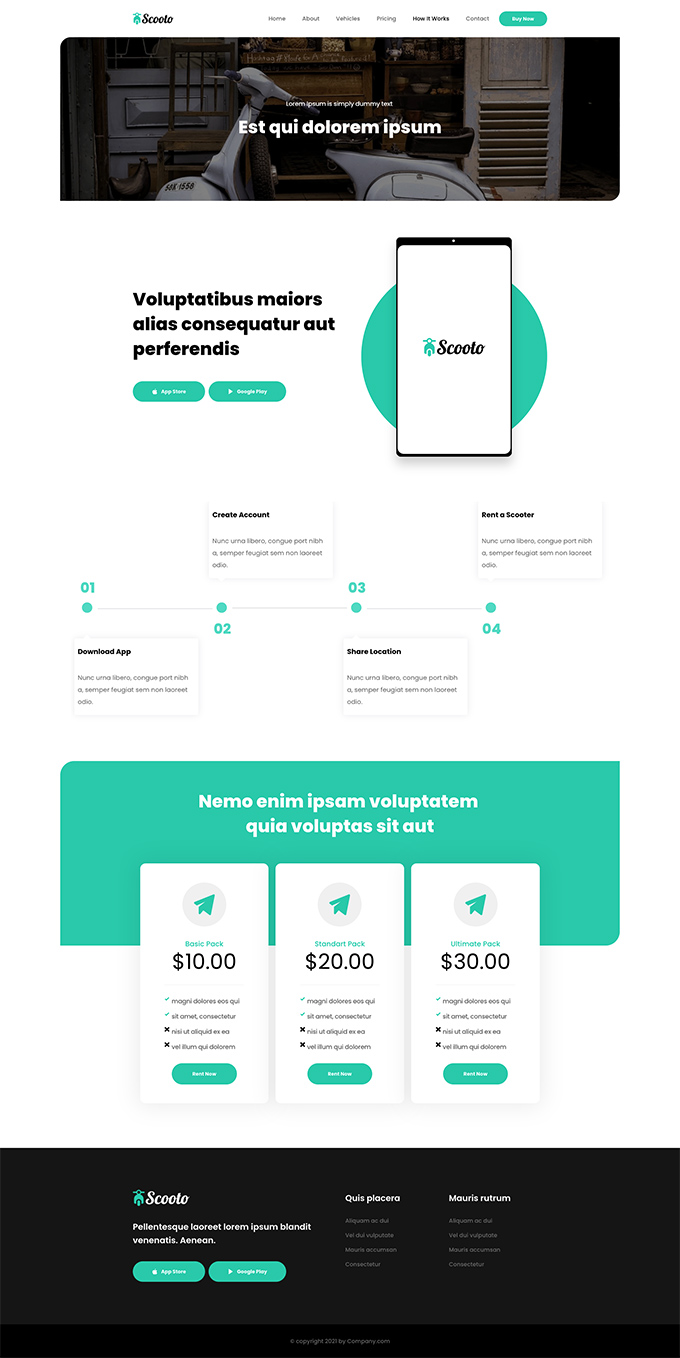 Scooto
Home About Vehicles Pricing How It Works Contact Buy Now
Lorem Ipsum is simply dummy text
Est qui dolorem ipsum
S8X 1558
Voluptatibus maiors
alias consequatur aut
perferendis
App Store Google Play
Scooto
Create Account
Nunc urna libero, congue port nibh
a, semper feugiat sem non laoreet
odio.
Rent a Scooter
Nunc urna libero, congue port nibh
a, semper feugiat sem non laoreet
odio.
01
03
02
04
Download App
Nunc urna libero, congue port nibh
a, semper feugiat sem non laoreet
odio.
Share Location
Nunc urna libero, congue port nibh
a, semper feugiat sem non laoreet
odio.
Nemo enim ipsam voluptatem
quia voluptas sit aut
Basic Pack
$10.00
magni dolores eos qui
sit amet, consectetur
nisi ut aliquid ex ea
vel illum qui dolorem
Rent Now
Standart Pack
$20.00
magni dolores eos qui
sit amet, consectetur
nisi ut aliquid ex ea
vel illum qui dolorem
Rent Now
Ultimate Pack
$30.00
magni dolores eos qui
sit amet, consectetur
nisi ut aliquid ex ea
vel illum qui dolorem
Rent Now
Scooto
Pellentesque laoreet lorem ipsum blandit
venenatis. Aenean.
App Store Google Play
Quis placera
Aliquam ac dui
Vel dui vulputate
Mauris accumsan
Consectetur
Mauris rutrum
Aliquam ac dui
Vel dui vulputate
Mauris accumsan
Consectetur
© copyright 2021 by Company.com